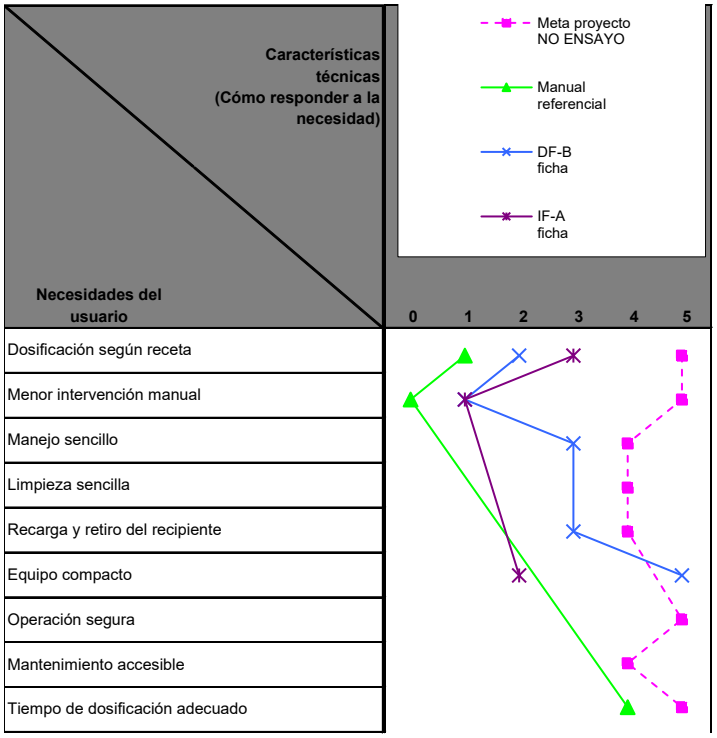 Características
técnicas
(Cómo responder a la
necesidad)
Necesidades del
usuario
Meta proyecto
NO ENSAYO
Manual
referencial
DF-B
ficha
IF-A
ficha
0 1 2 3 4 5
Dosificación según receta
Menor intervención manual
Manejo sencillo
Limpieza sencilla
Recarga y retiro del recipiente
Equipo compacto
Operación segura
Mantenimiento accesible
Tiempo de dosificación adecuado